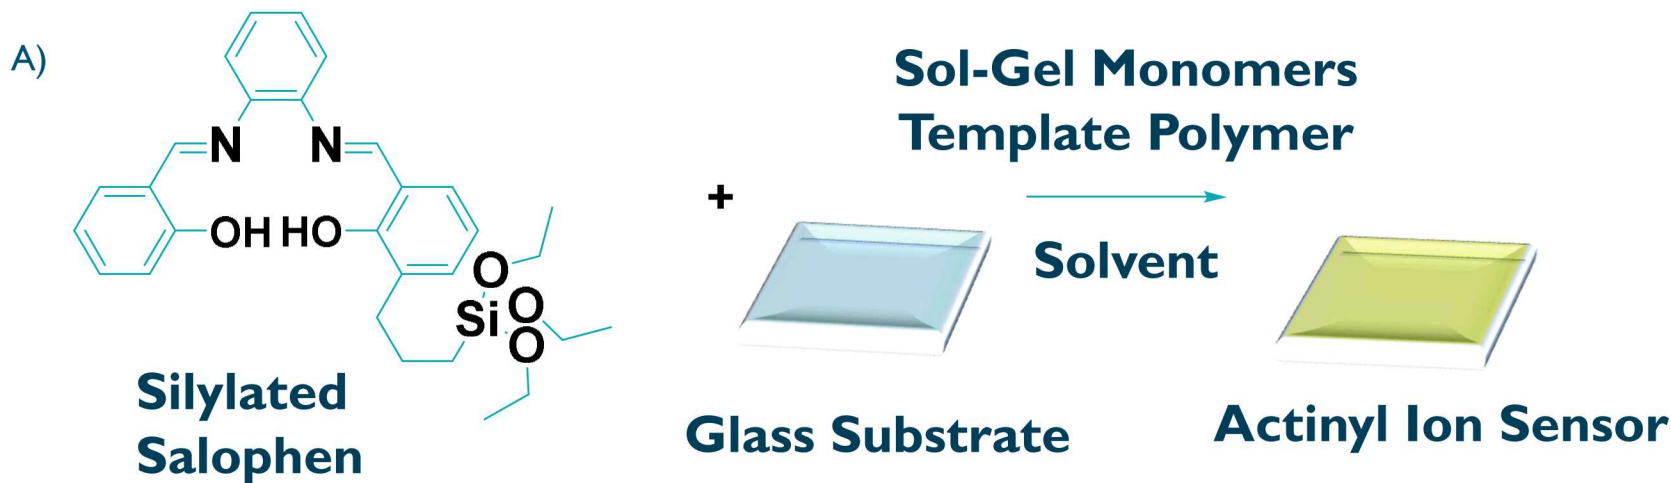 A)
N N
OH HO
O
O
Si
O
Silylated
Salophen
+
Glass Substrate
Sol-Gel Monomers
Template Polymer
Solvent
Actinyl Ion Sensor